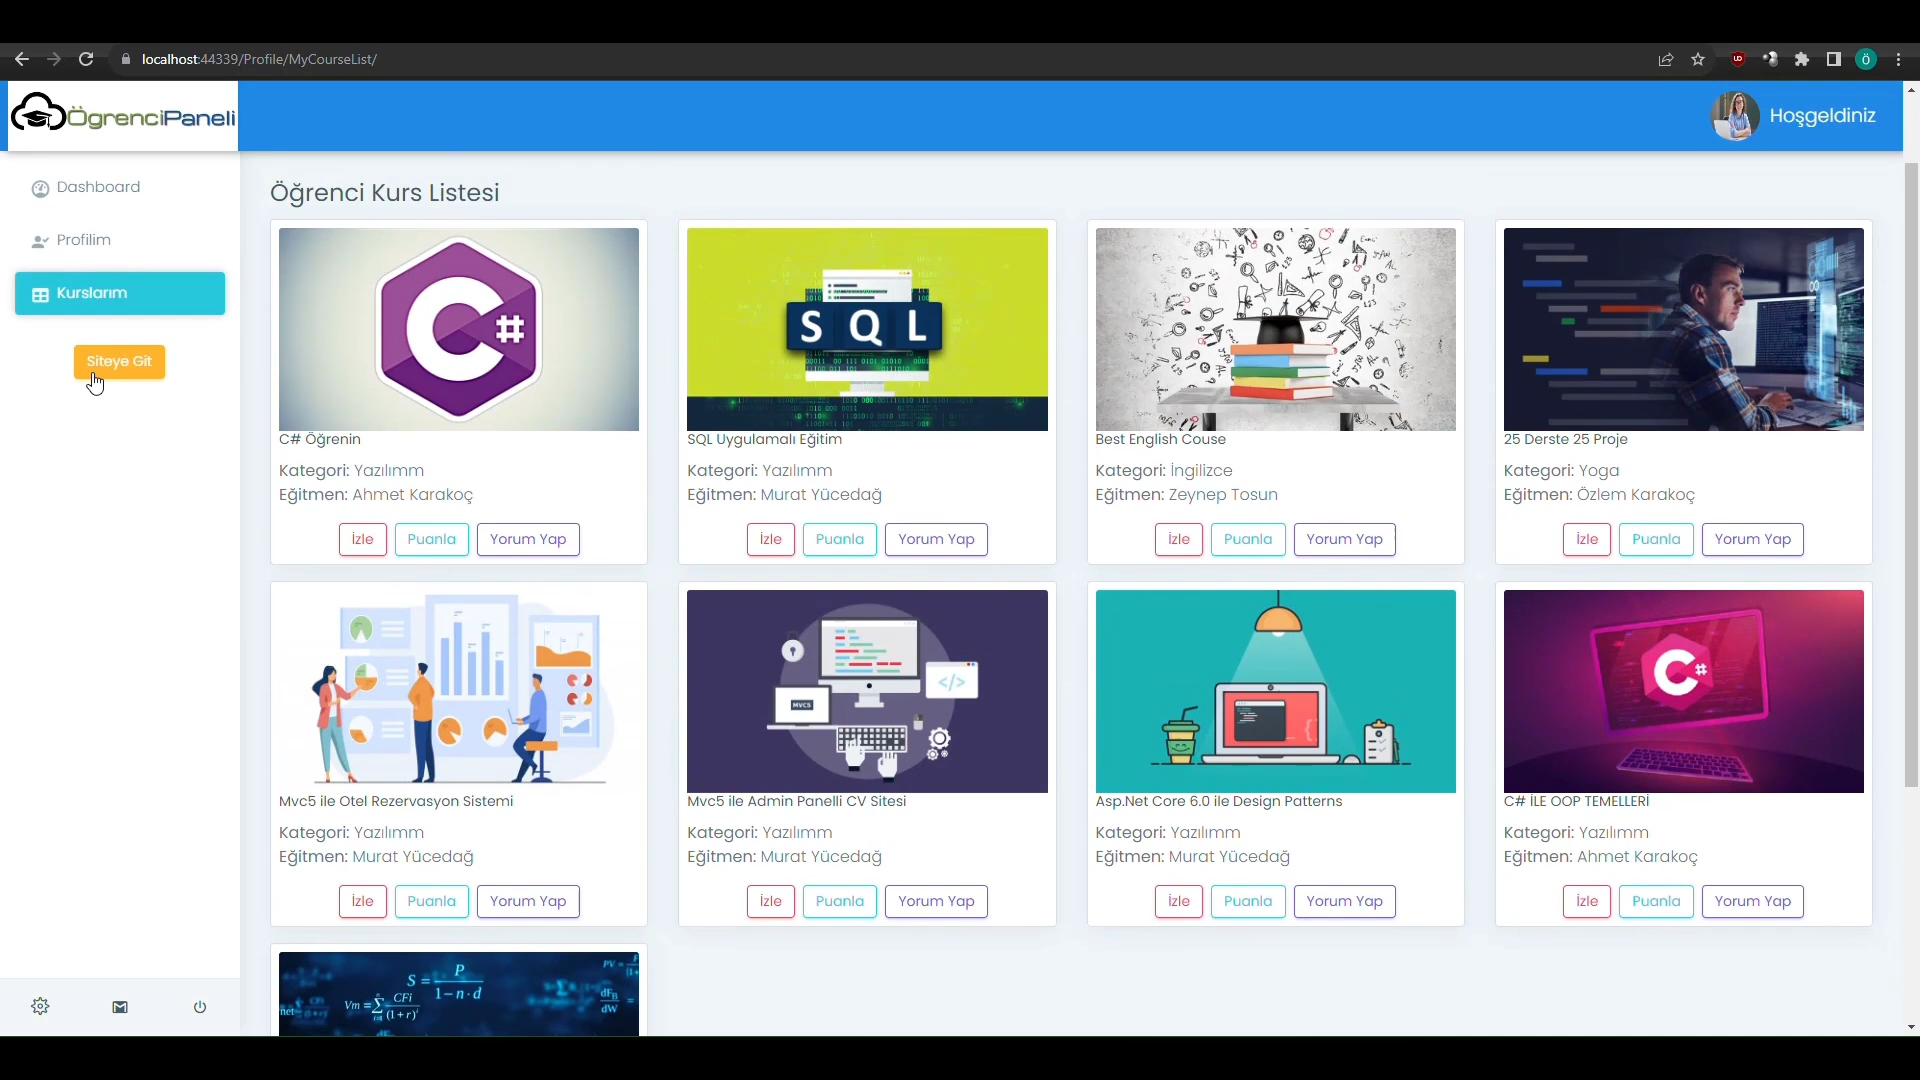 localhost:44339/Profile/MyCourseList/
ÖğrenciPaneli
Hoşgeldiniz
Dashboard
Profilim
Kurslarım
Siteye Git
Öğrenci Kurs Listesi
C#
SQL
C# Öğrenin
SQL Uygulamalı Eğitim
Best English Couse
25 Derste 25 Proje
Kategori: Yazılımm
Kategori: Yazılımm
Kategori: İngilizce
Kategori: Yoga
Eğitmen: Ahmet Karakoç
Eğitmen: Murat Yücedağ
Eğitmen: Zeynep Tosun
Eğitmen: Özlem Karakoç
İzle Puanla Yorum Yap
İzle Puanla Yorum Yap
İzle Puanla Yorum Yap
İzle Puanla Yorum Yap
MVC5
</>
C#
Mvc5 ile Otel Rezervasyon Sistemi
Mvc5 ile Admin Panelli CV Sitesi
Asp.Net Core 6.0 ile Design Patterns
C# İLE OOP TEMELLERİ
Kategori: Yazılımm
Kategori: Yazılımm
Kategori: Yazılımm
Kategori: Yazılımm
Eğitmen: Murat Yücedağ
Eğitmen: Murat Yücedağ
Eğitmen: Murat Yücedağ
Eğitmen: Ahmet Karakoç
İzle Puanla Yorum Yap
İzle Puanla Yorum Yap
İzle Puanla Yorum Yap
İzle Puanla Yorum Yap